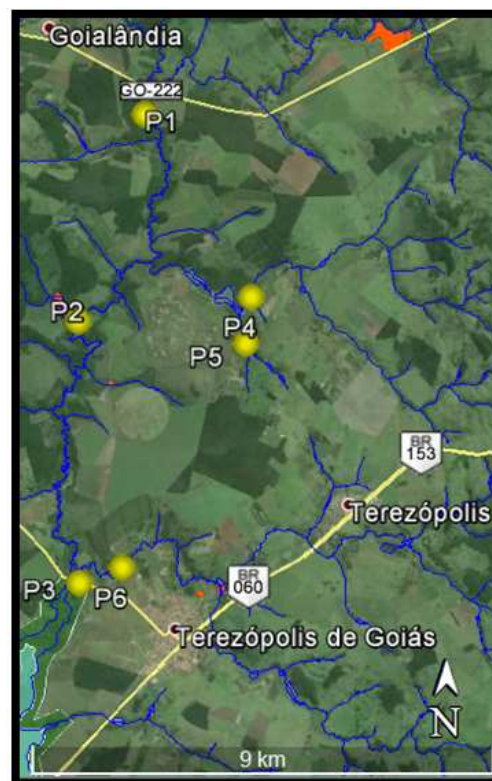 Goialândia
GO-222
P1
P2
P4
P5
BR
153
Terezópolis
P3
P6
BR
060
Terezópolis de Goiás
N
9 km